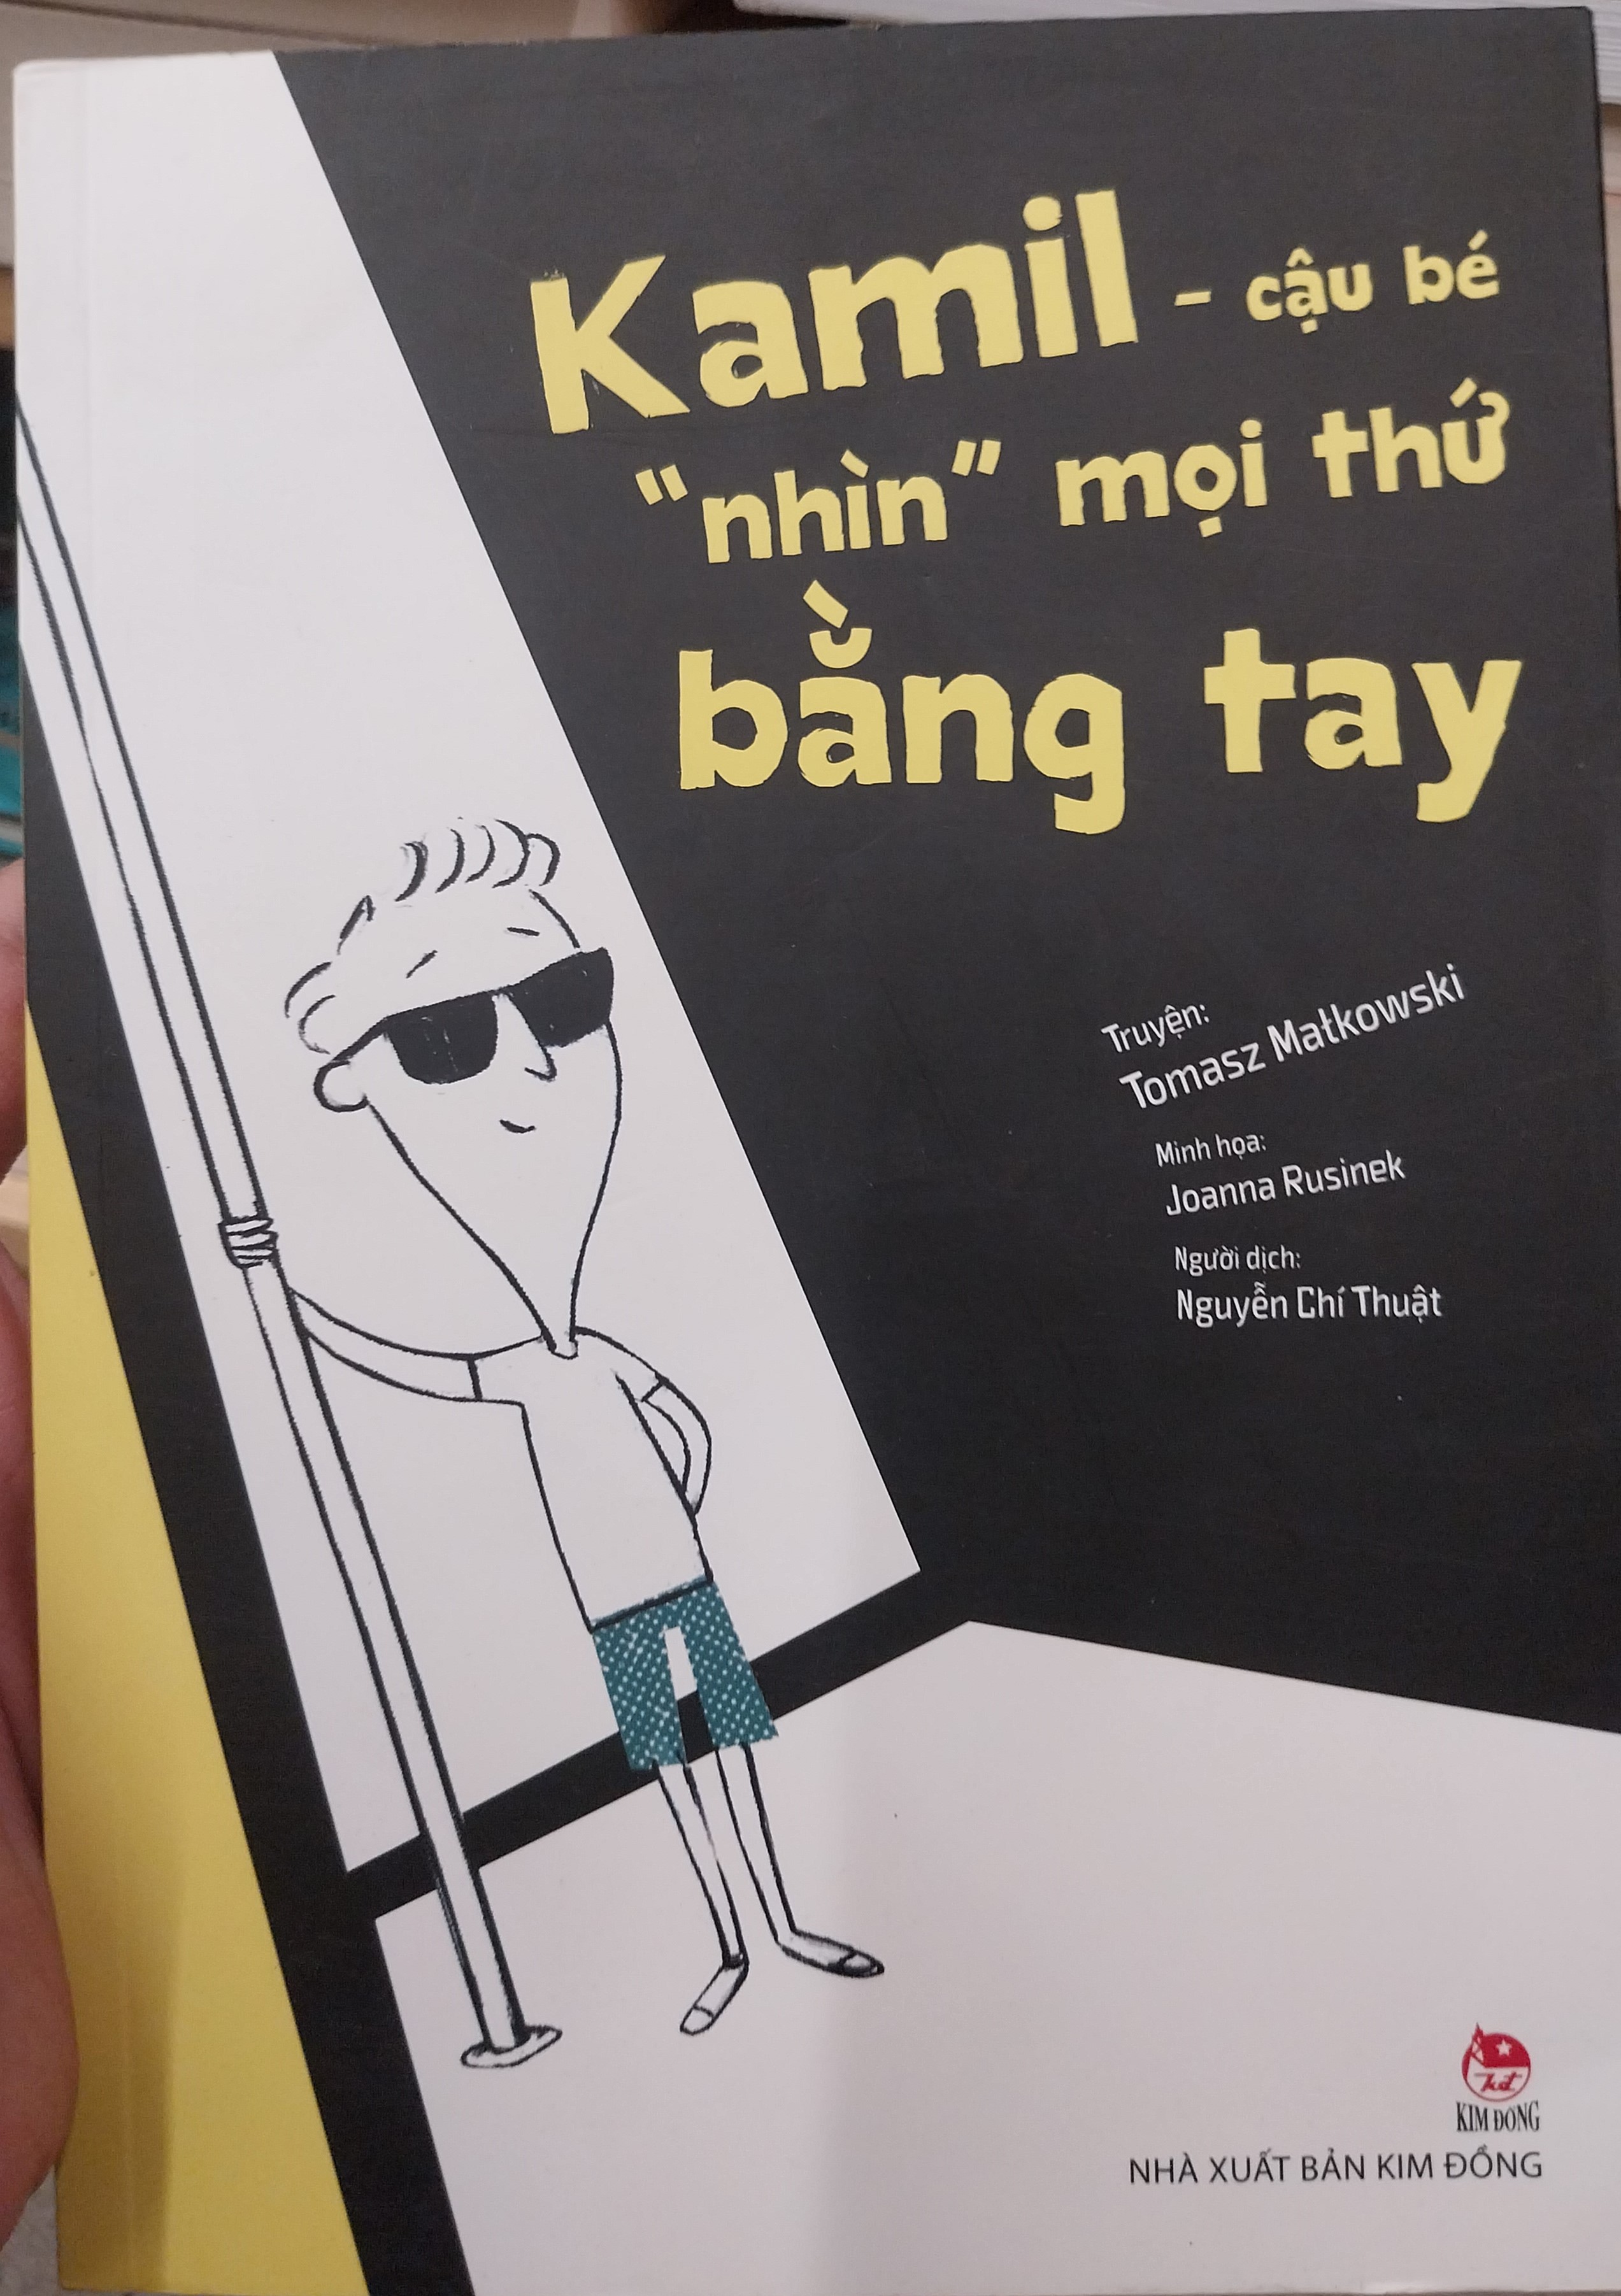 Kamil - cậu bé
“nhìn” mọi thứ
bằng tay
Truyện:
Tomasz Małkowski
Minh họa:
Joanna Rusinek
Người dịch:
Nguyễn Chí Thuật
kđ
KIM ĐỒNG
NHÀ XUẤT BẢN KIM ĐỒNG